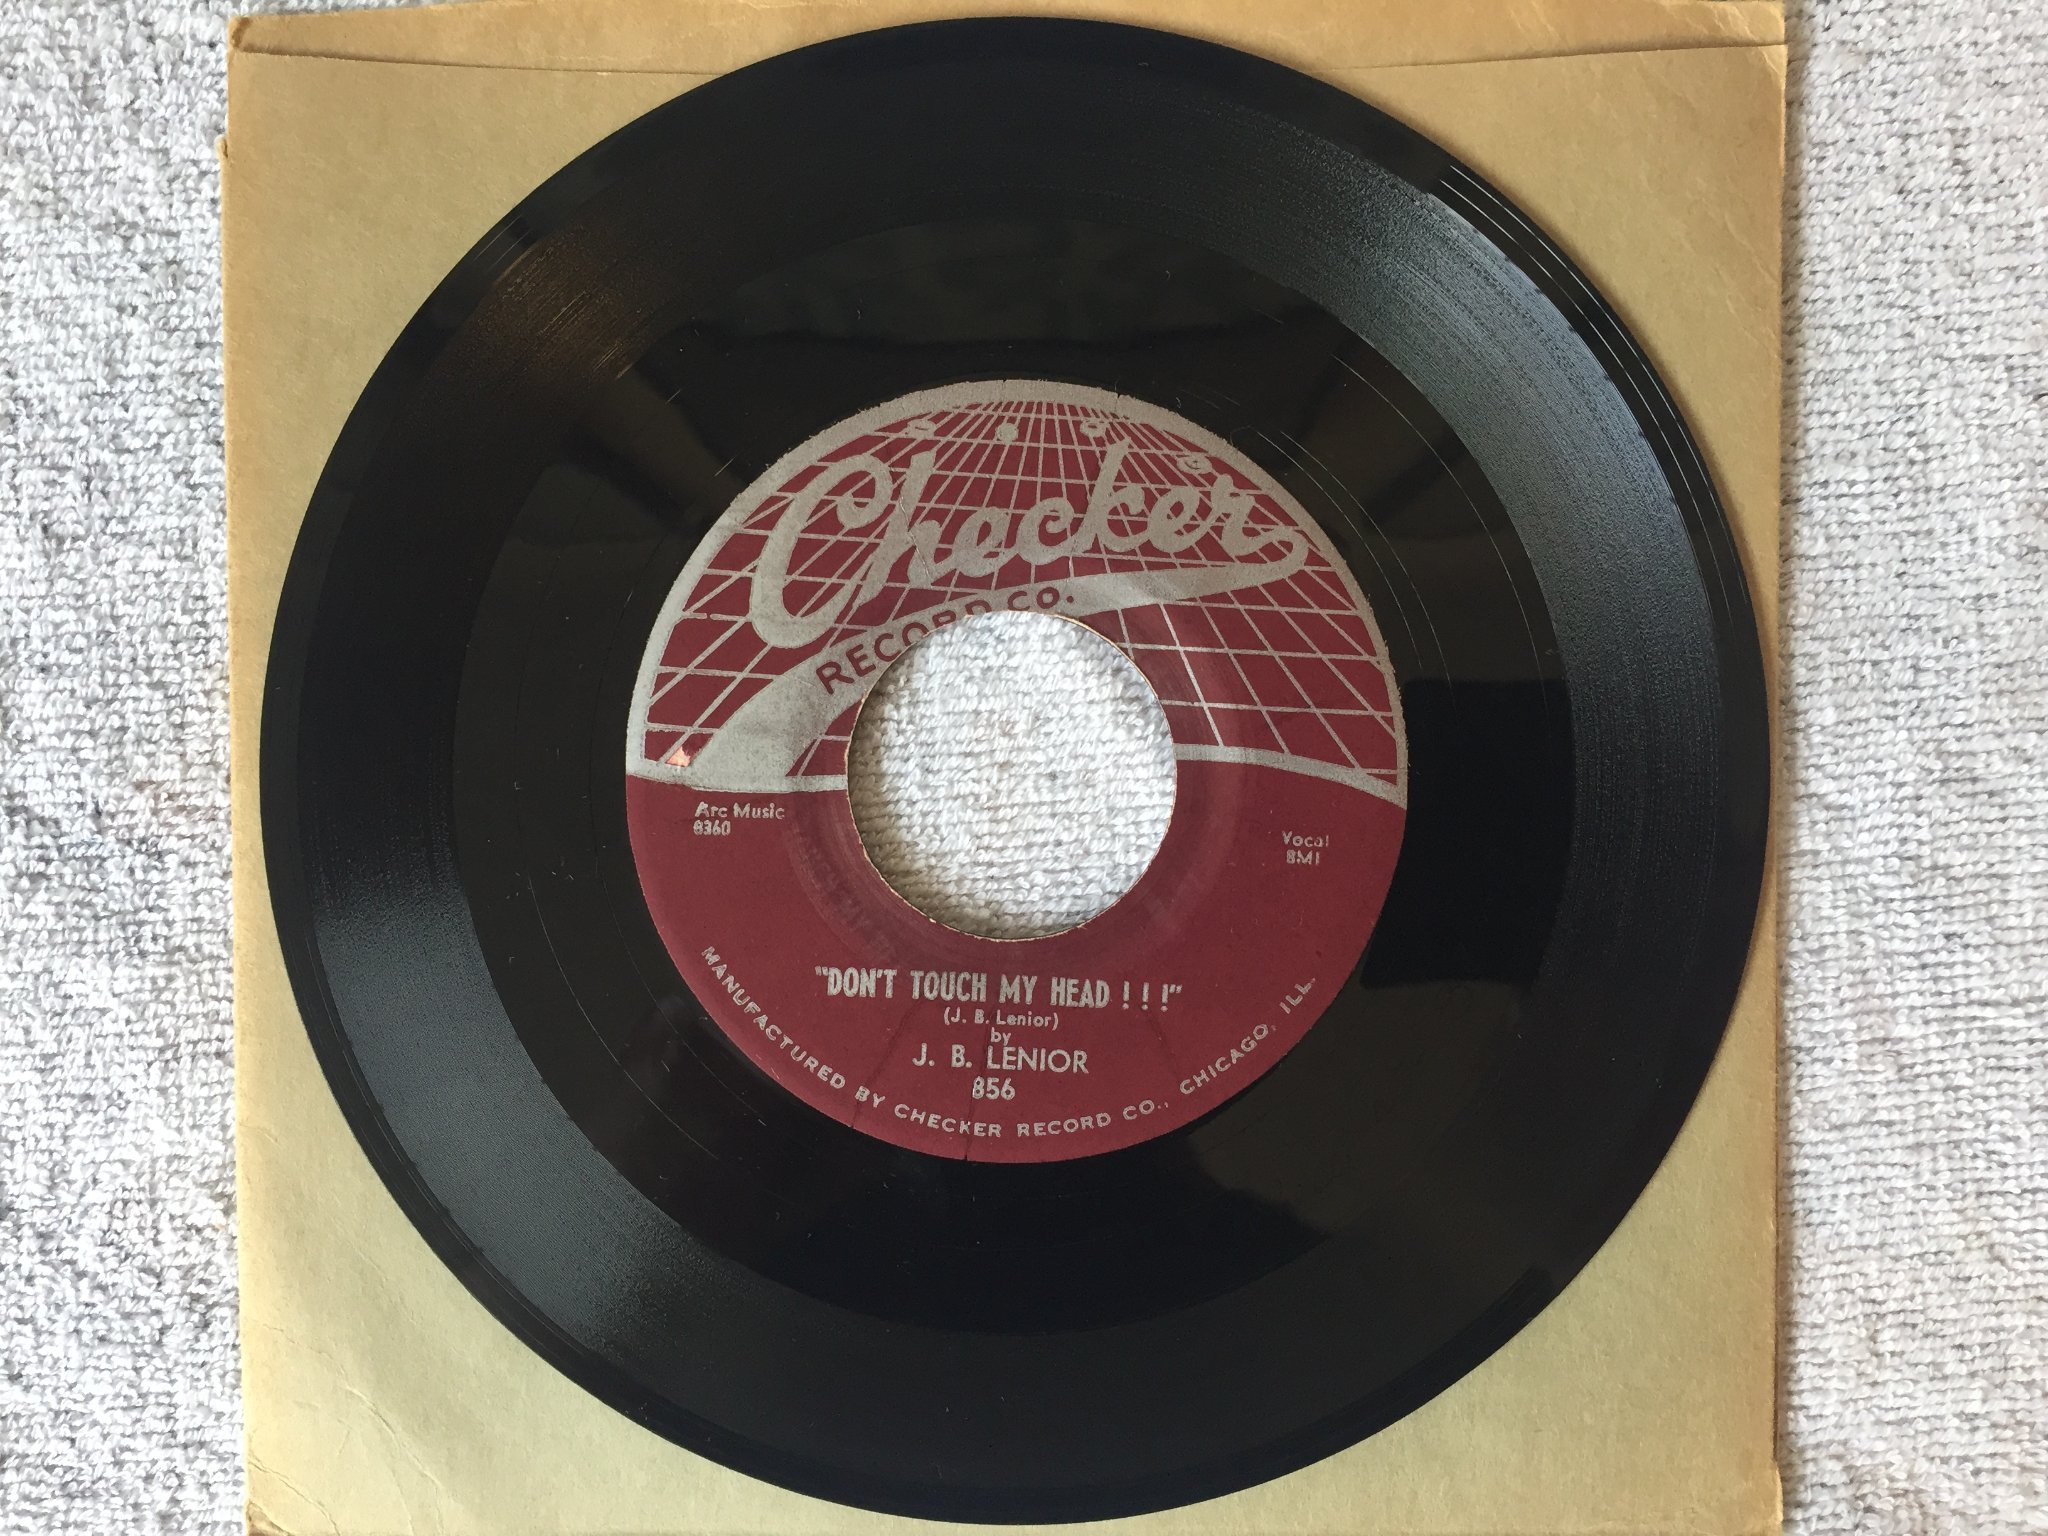 Checker
RECORD CO.
Arc Music
8360
Vocal
BMI
"DON'T TOUCH MY HEAD ! ! !"
(J. B. Lenior)
by
J. B. LENIOR
856
MANUFACTURED BY CHECKER RECORD CO., CHICAGO, ILL.